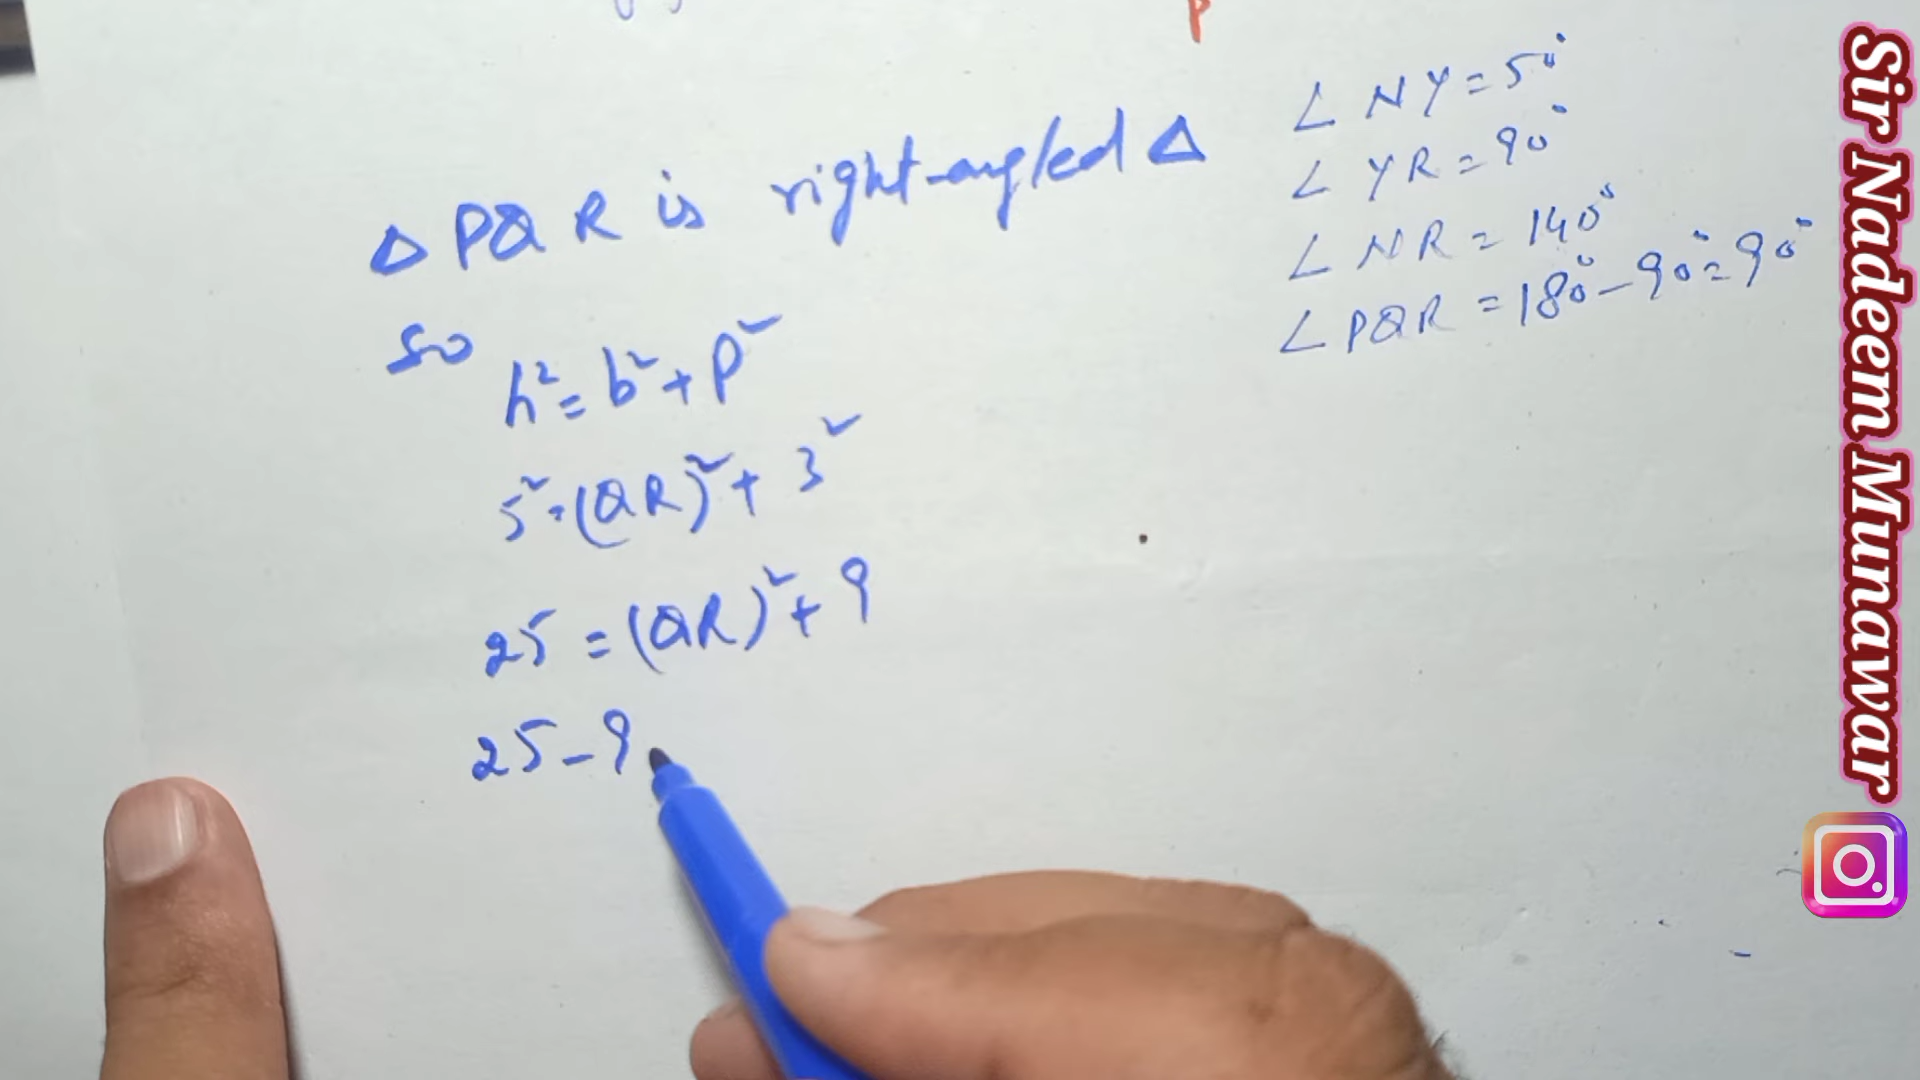 P
∠NY = 50°
∠YR = 90°
∠NR = 140°
∠PQR = 180° - 90° = 90°
△ PQR is right-angled △
so
h² = b² + p²
5² = (QR)² + 3²
25 = (QR)² + 9
25 - 9
Sir Nadeem Munawar